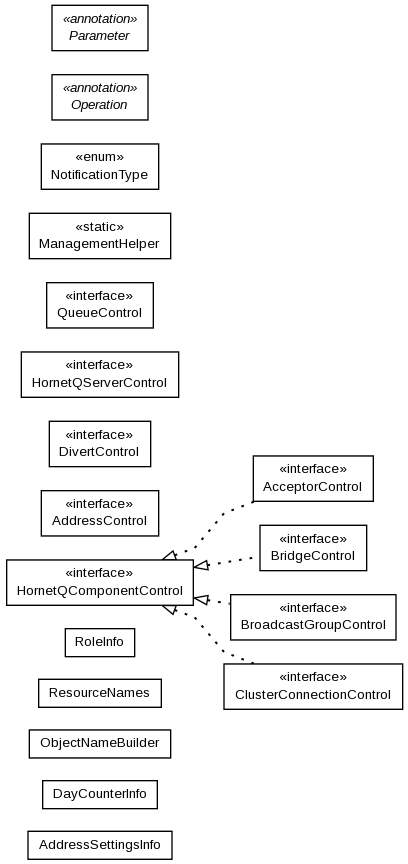 «annotation»
Parameter
«annotation»
Operation
«enum»
NotificationType
«static»
ManagementHelper
«interface»
QueueControl
«interface»
HornetQServerControl
«interface»
DivertControl
«interface»
AddressControl
«interface»
HornetQComponentControl
RoleInfo
ResourceNames
ObjectNameBuilder
DayCounterInfo
AddressSettingsInfo
«interface»
AcceptorControl
«interface»
BridgeControl
«interface»
BroadcastGroupControl
«interface»
ClusterConnectionControl